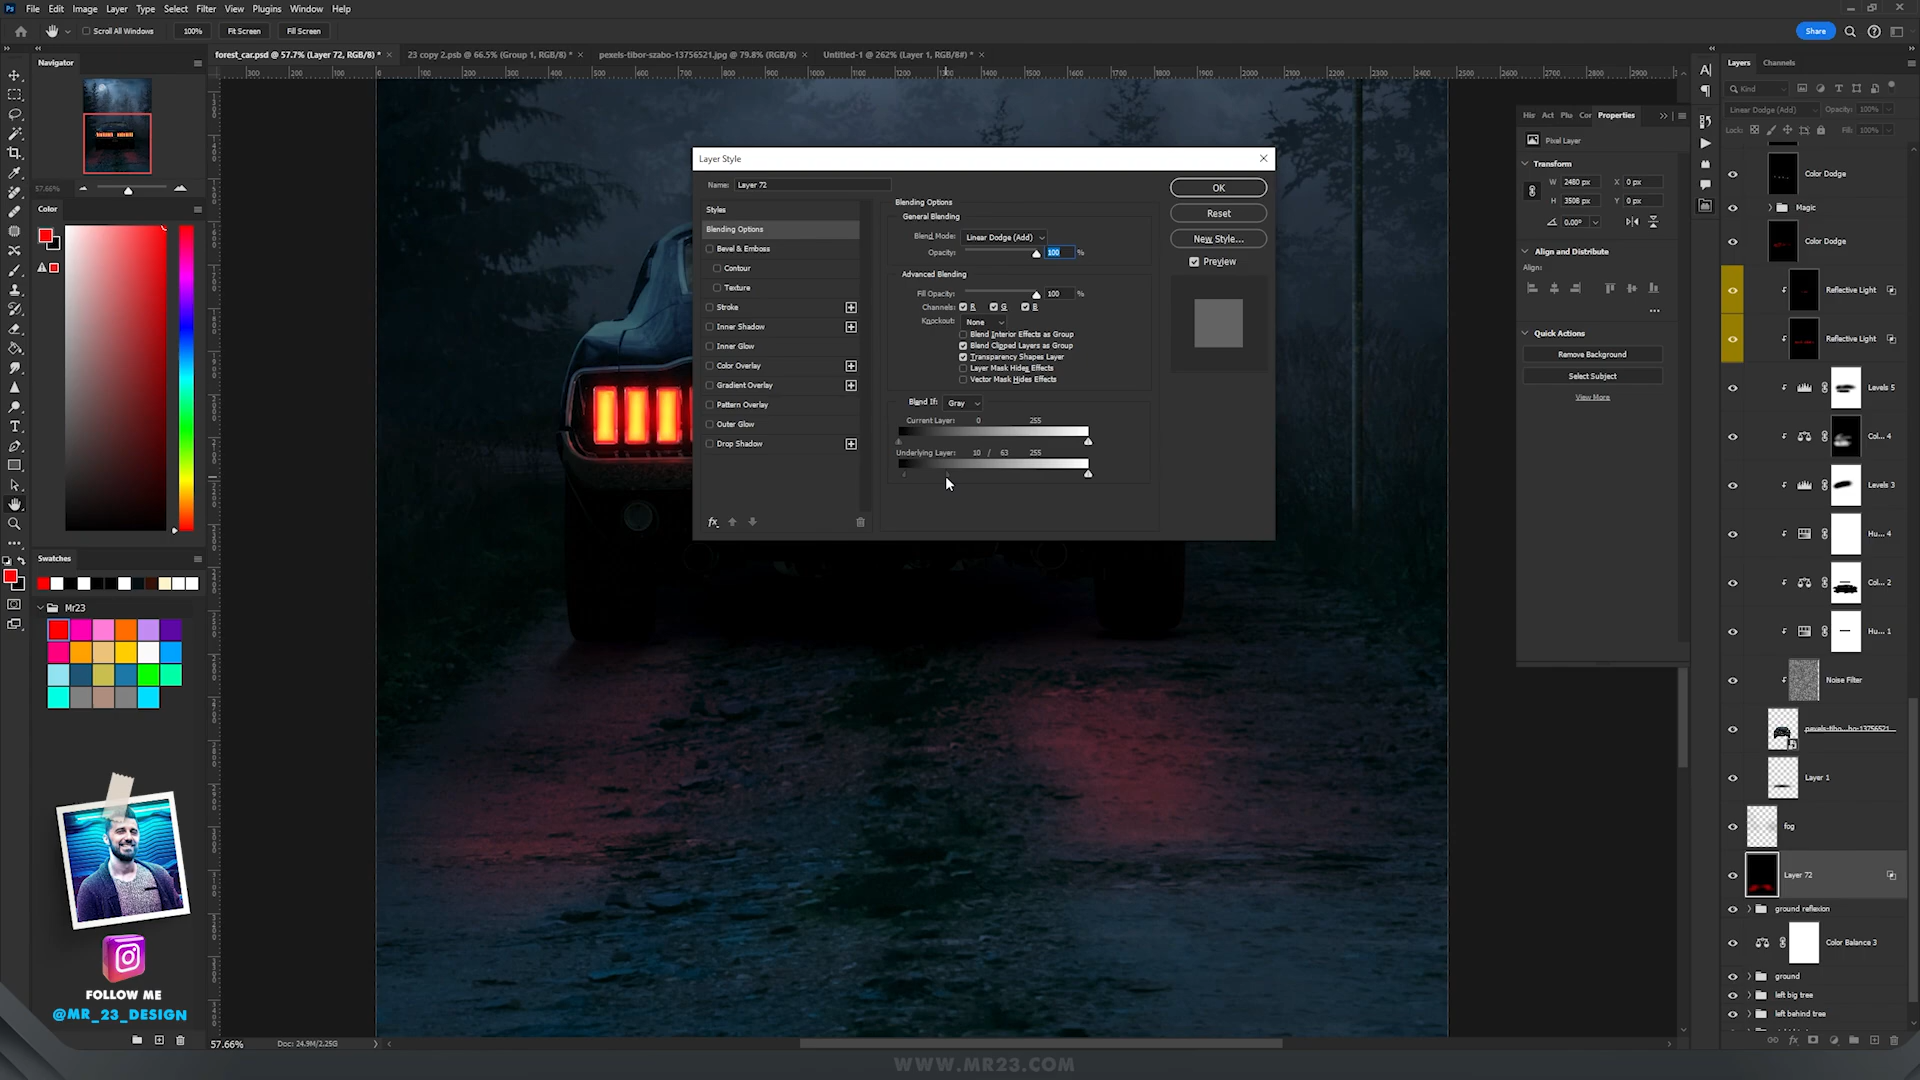 Ps File Edit Image Layer Type Select Filter View Plugins Window Help
Scroll All Windows 100% Fit Screen Fill Screen Share
forest_car.psd @ 57.7% (Layer 72, RGB/8) * × 23 copy 2.psb @ 66.5% (Group 1, RGB/8) * × pexels-tibor-szabo-13756521.jpg @ 79.8% (RGB/8) × Untitled-1 @ 262% (Layer 1, RGB/8#) * ×
Navigator
57.66%
Color
Swatches
Mr23
FOLLOW ME
@MR_23_DESIGN
Layer Style
Name: Layer 72
Styles
Blending Options
Bevel & Emboss
Contour
Texture
Stroke
Inner Shadow
Inner Glow
Color Overlay
Gradient Overlay
Pattern Overlay
Outer Glow
Drop Shadow
fx
Blending Options
General Blending
Blend Mode: Linear Dodge (Add)
Opacity: 100 %
Advanced Blending
Fill Opacity: 100 %
Channels: R G B
Knockout: None
Blend Interior Effects as Group
Blend Clipped Layers as Group
Transparency Shapes Layer
Layer Mask Hides Effects
Vector Mask Hides Effects
Blend If: Gray
Current Layer: 0 255
Underlying Layer: 10 / 63 255
OK
Reset
New Style...
Preview
His Act Plu Cor Properties
Pixel Layer
Transform
W 2480 px X 0 px
H 3508 px Y 0 px
0.00°
Align and Distribute
Align:
Quick Actions
Remove Background
Select Subject
View More
Layers Channels
Kind
Linear Dodge (Add) Opacity: 100%
Lock: Fill: 100%
Color Dodge
Magic
Color Dodge
Reflective Light
Reflective Light
Levels 5
Col... 4
Levels 3
Hu... 4
Col... 2
Hu... 1
Noise Filter
Layer 1
fog
Layer 72
ground reflexion
Color Balance 3
ground
left big tree
left behind tree
57.66% Doc: 24.9M/2.25G
WWW.MR23.COM